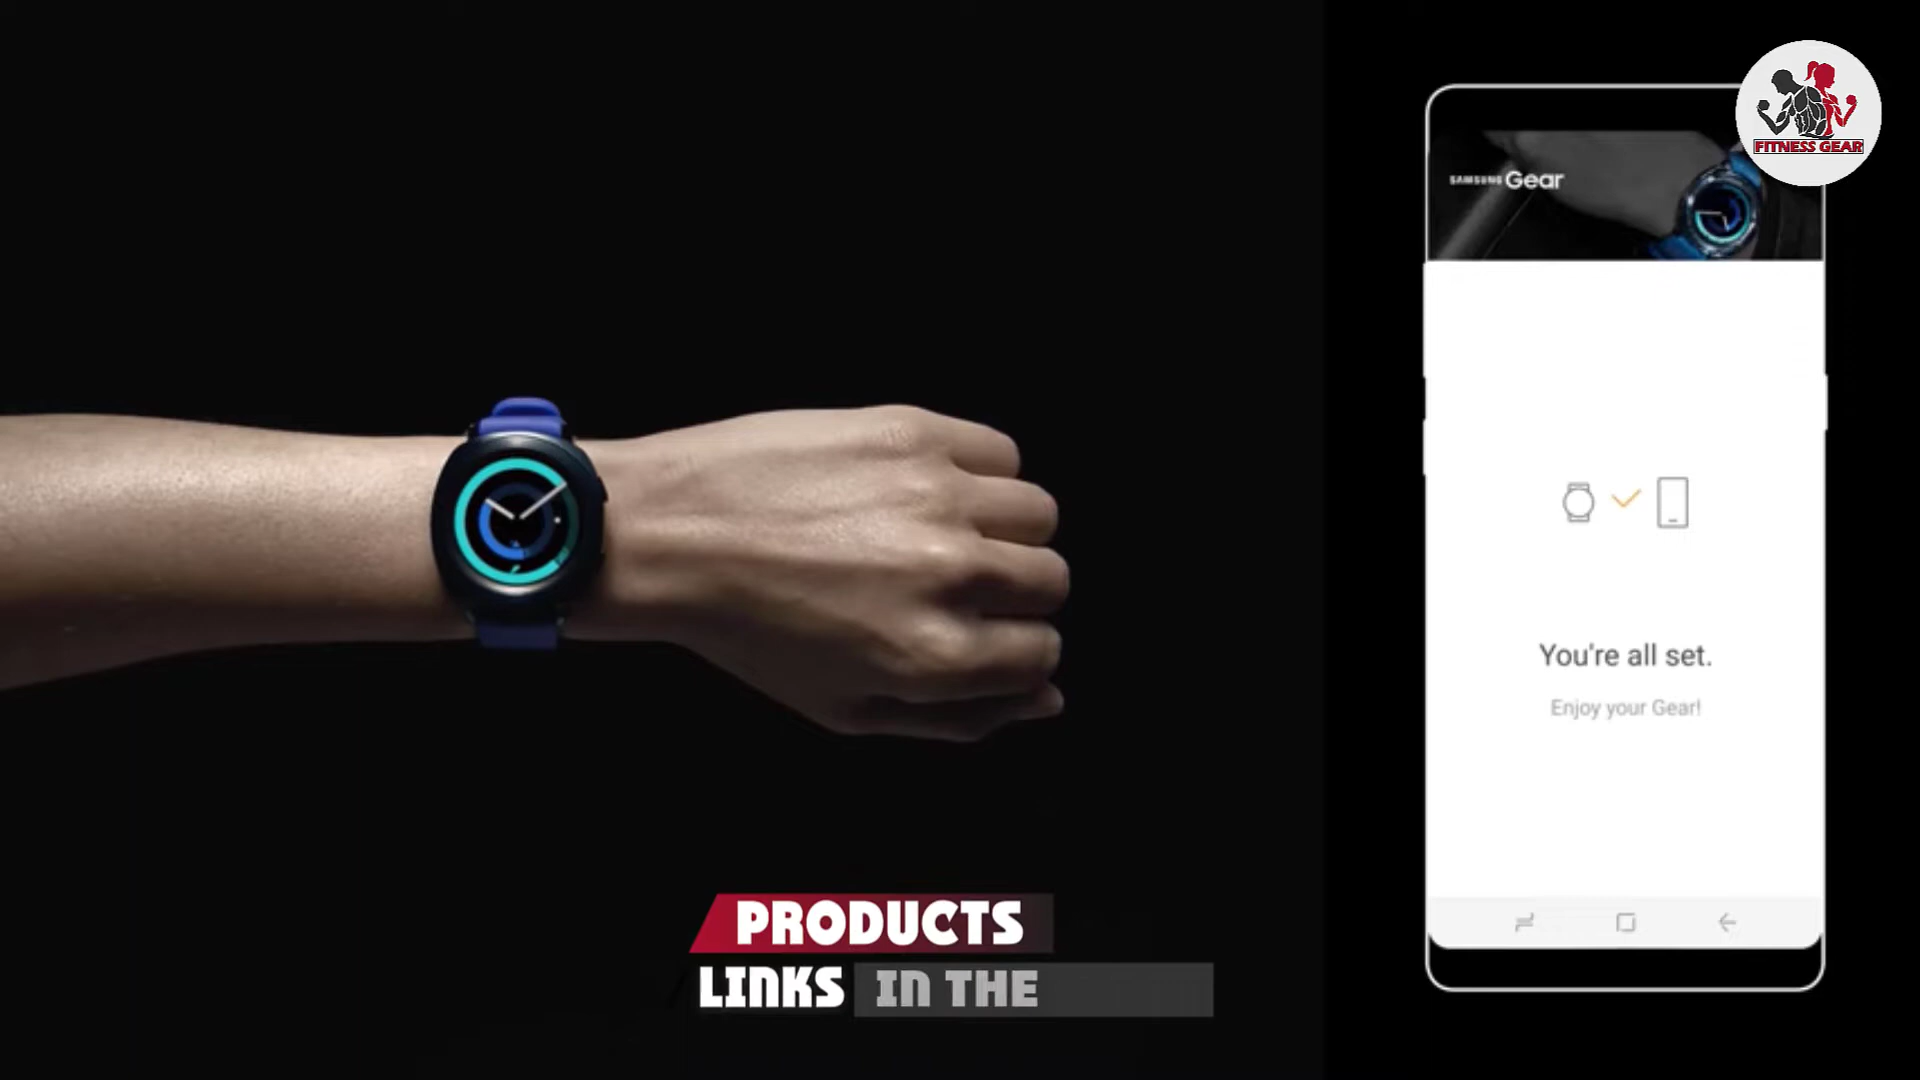 FITNESS GEAR
SAMSUNG Gear
You're all set.
Enjoy your Gear!
PRODUCTS
LINKS IN THE